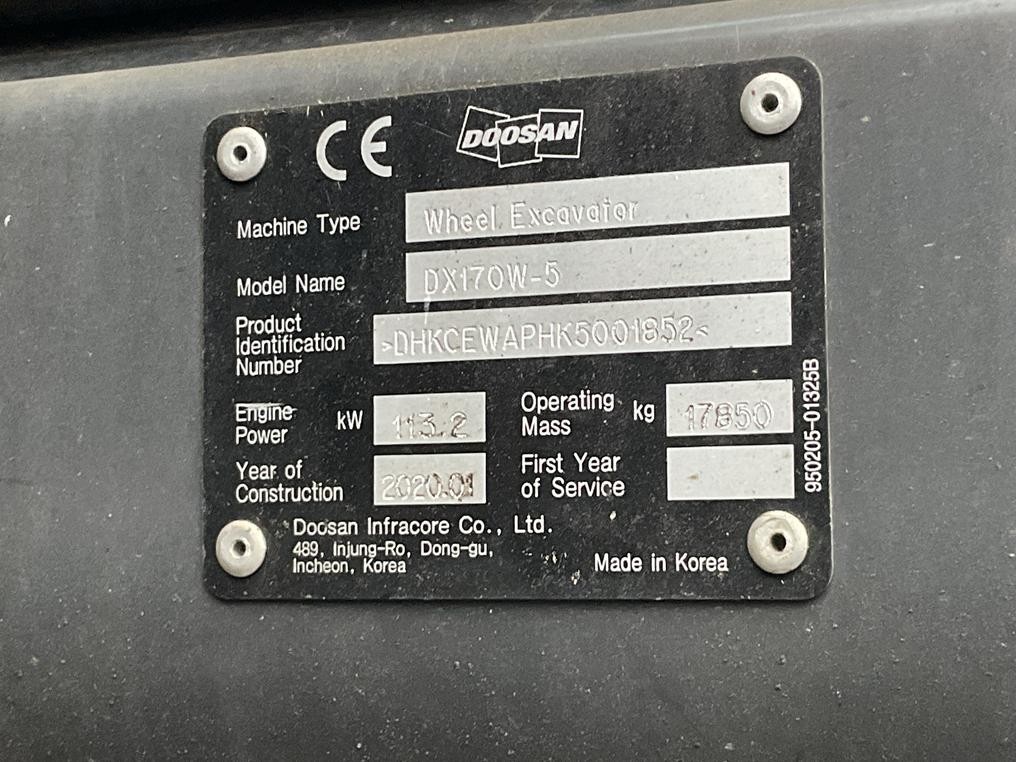 CE DOOSAN
Machine Type Wheel Excavator
Model Name DX170W-5
Product
Identification
Number >DHKCEWAPHK5001852<
Engine
Power kW 113.2
Operating
Mass kg 17850
Year of
Construction 2020.01
First Year
of Service
Doosan Infracore Co., Ltd.
489, Injung-Ro, Dong-gu,
Incheon, Korea
Made in Korea
950205-01325B